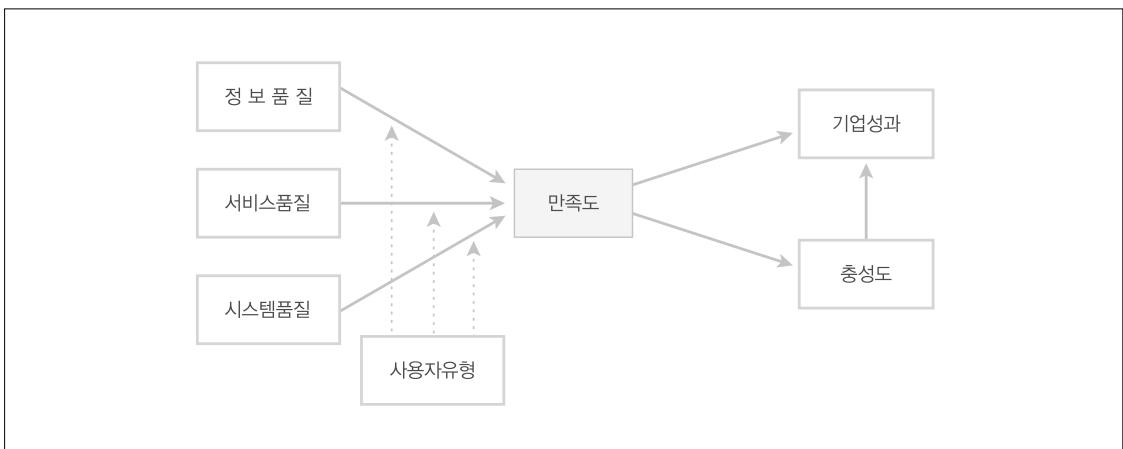 정 보 품 질
기업성과
서비스품질
만족도
충성도
시스템품질
사용자유형